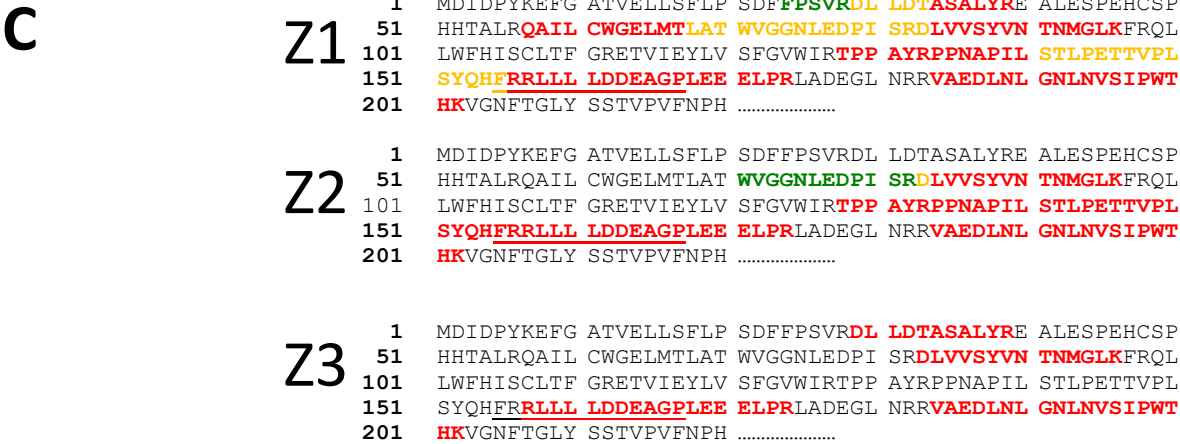 C
Z1
1 MDIDPYKEFG ATVELLSFLP SDFFPSVRDL LDTASALYRE ALESPEHCSP
51 HHTALRQAIL CWGELMTLAT WVGGNLEDPI SRDLVVSYVN TNMGLKFRQL
101 LWFHISCLTF GRETVIEYLV SFGVWIRTPP AYRPPNAPIL STLPETTVPL
151 SYQHFRRLLL LDDEAGPLEE ELPRLADEGL NRRVAEDLNL GNLNVSIPWT
201 HKVGNFTGLY SSTVPVFNPH .....................
Z2
1 MDIDPYKEFG ATVELLSFLP SDFFPSVRDL LDTASALYRE ALESPEHCSP
51 HHTALRQAIL CWGELMTLAT WVGGNLEDPI SRDLVVSYVN TNMGLKFRQL
101 LWFHISCLTF GRETVIEYLV SFGVWIRTPP AYRPPNAPIL STLPETTVPL
151 SYQHFRRLLL LDDEAGPLEE ELPRLADEGL NRRVAEDLNL GNLNVSIPWT
201 HKVGNFTGLY SSTVPVFNPH .....................
Z3
1 MDIDPYKEFG ATVELLSFLP SDFFPSVRDL LDTASALYRE ALESPEHCSP
51 HHTALRQAIL CWGELMTLAT WVGGNLEDPI SRDLVVSYVN TNMGLKFRQL
101 LWFHISCLTF GRETVIEYLV SFGVWIRTPP AYRPPNAPIL STLPETTVPL
151 SYQHFRRLLL LDDEAGPLEE ELPRLADEGL NRRVAEDLNL GNLNVSIPWT
201 HKVGNFTGLY SSTVPVFNPH .....................